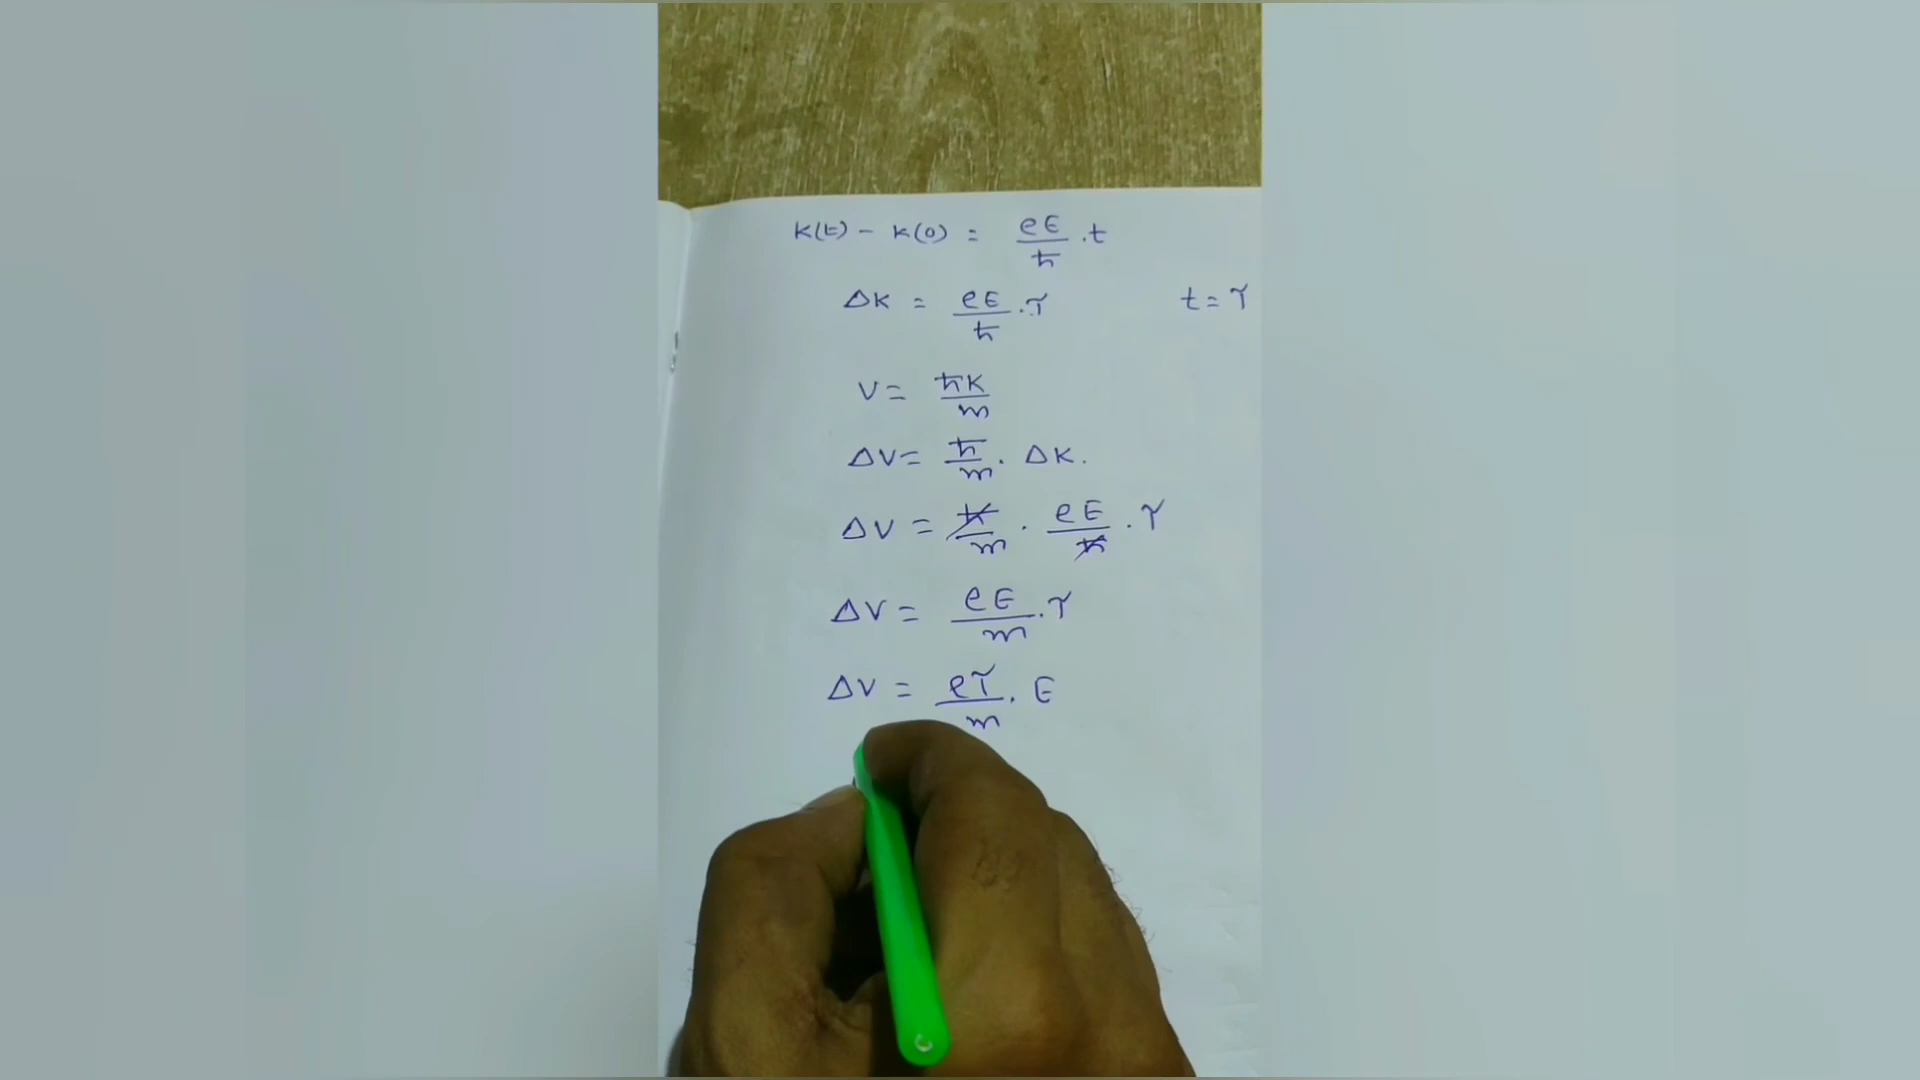 K(t) - K(0) = eE/ħ . t
ΔK = eE/ħ . τ t = τ
V = ħK/m
ΔV = ħ/m . ΔK.
ΔV = ħ/m . eE/ħ . τ
ΔV = eE/m . τ
ΔV = eτ/m . E